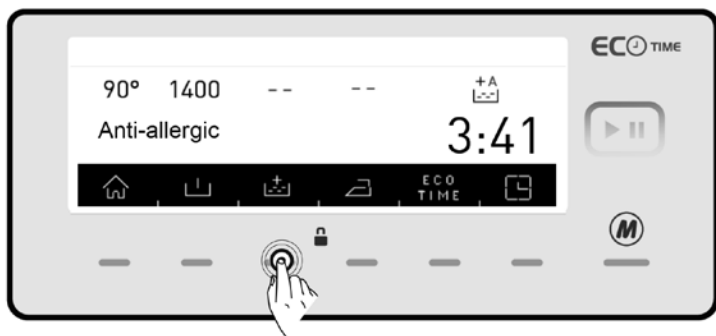 ECO TIME
90° 1400 -- --
+A
Anti-allergic 3:41
ECO
TIME
M